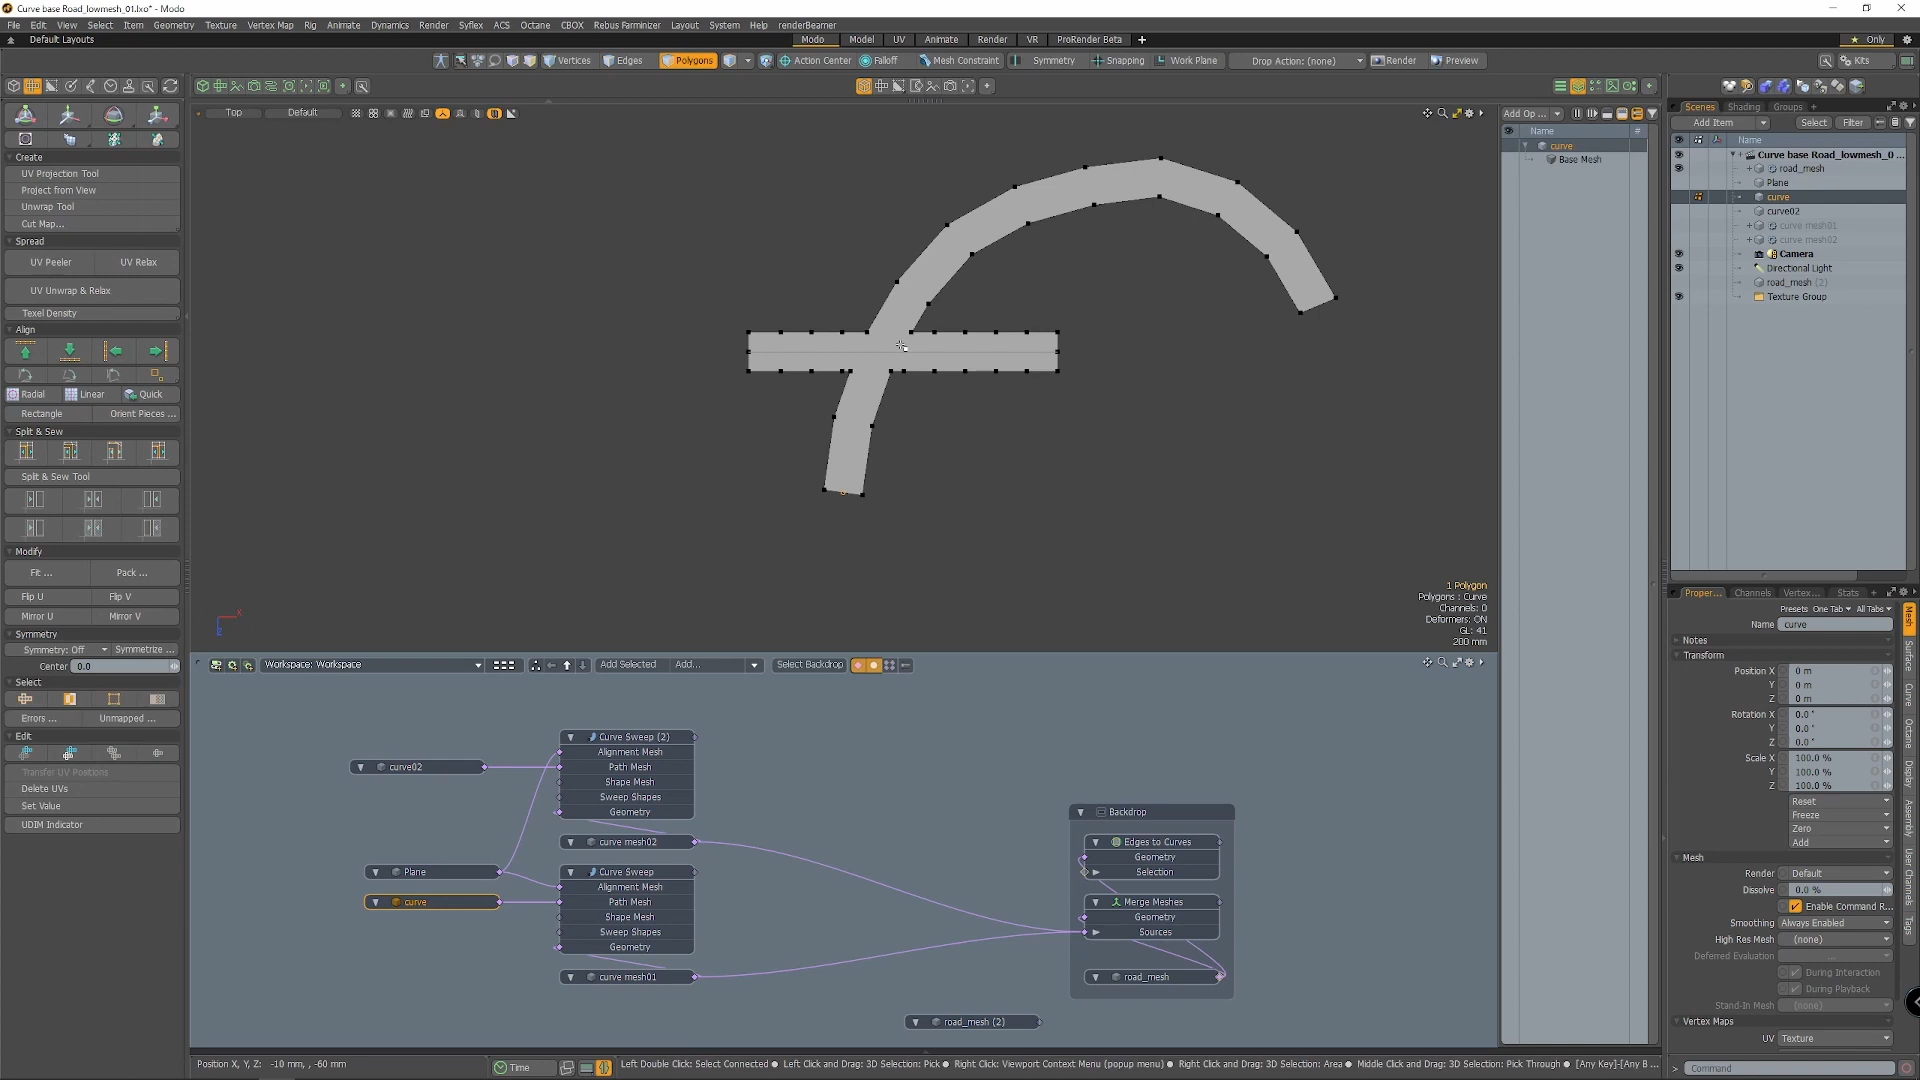 Curve base Road_lowmesh_01.lxo* - Modo
File Edit View Select Item Geometry Texture Vertex Map Rig Animate Dynamics Render Syflex ACS Octane CBOX Rebus Farminizer Layout System Help renderBeamer
Default Layouts Modo Model UV Animate Render VR ProRender Beta + Only
Vertices Edges Polygons Action Center Falloff Mesh Constraint Symmetry Snapping Work Plane Drop Action: (none) Render Preview Kits
Top Default
Create
UV Projection Tool
Project from View
Unwrap Tool
Cut Map...
Spread
UV Peeler UV Relax
UV Unwrap & Relax
Texel Density
Align
Radial Linear Quick
Rectangle Orient Pieces ...
Split & Sew
Split & Sew Tool
Modify
Fit ... Pack ...
Flip U Flip V
Mirror U Mirror V
Symmetry
Symmetry: Off Symmetrize ...
Center 0.0
Select
Errors ... Unmapped ...
Edit
Transfer UV Positions
Delete UVs
Set Value
UDIM Indicator
X
Z
1 Polygon
Polygons : Curve
Channels: 0
Deformers: ON
GL: 41
200 mm
Workspace: Workspace Add Selected Add... Select Backdrop
Curve Sweep (2)
Alignment Mesh
Path Mesh
Shape Mesh
Sweep Shapes
Geometry
curve02
curve mesh02
Plane
curve
Curve Sweep
Alignment Mesh
Path Mesh
Shape Mesh
Sweep Shapes
Geometry
curve mesh01
Backdrop
Edges to Curves
Geometry
Selection
Merge Meshes
Geometry
Sources
road_mesh
road_mesh (2)
Position X, Y, Z: -10 mm, , -60 mm
Time
Left Double Click: Select Connected ● Left Click and Drag: 3D Selection: Pick ● Right Click: Viewport Context Menu (popup menu) ● Right Click and Drag: 3D Selection: Area ● Middle Click and Drag: 3D Selection: Pick Through ● [Any Key]-[Any B ...
Add Op ...
Name #
curve
Base Mesh
Scenes Shading Groups +
Add Item Select Filter
Name
Curve base Road_lowmesh_0 ...
road_mesh
Plane
curve
curve02
curve mesh01
curve mesh02
Camera
Directional Light
road_mesh (2)
Texture Group
Proper... Channels Vertex... Stats +
Presets One Tab All Tabs
Name curve
Notes
Transform
Position X 0 m
Y 0 m
Z 0 m
Rotation X 0.0 °
Y 0.0 °
Z 0.0 °
Scale X 100.0 %
Y 100.0 %
Z 100.0 %
Reset
Freeze
Zero
Add
Mesh
Render Default
Dissolve 0.0 %
Enable Command R...
Smoothing Always Enabled
High Res Mesh (none)
Deferred Evaluation ...
During Interaction
During Playback
Stand-In Mesh (none)
Vertex Maps
UV Texture
Mesh
Surface
Curve
Octane
Display
Assembly
User Channels
Tags
> Command